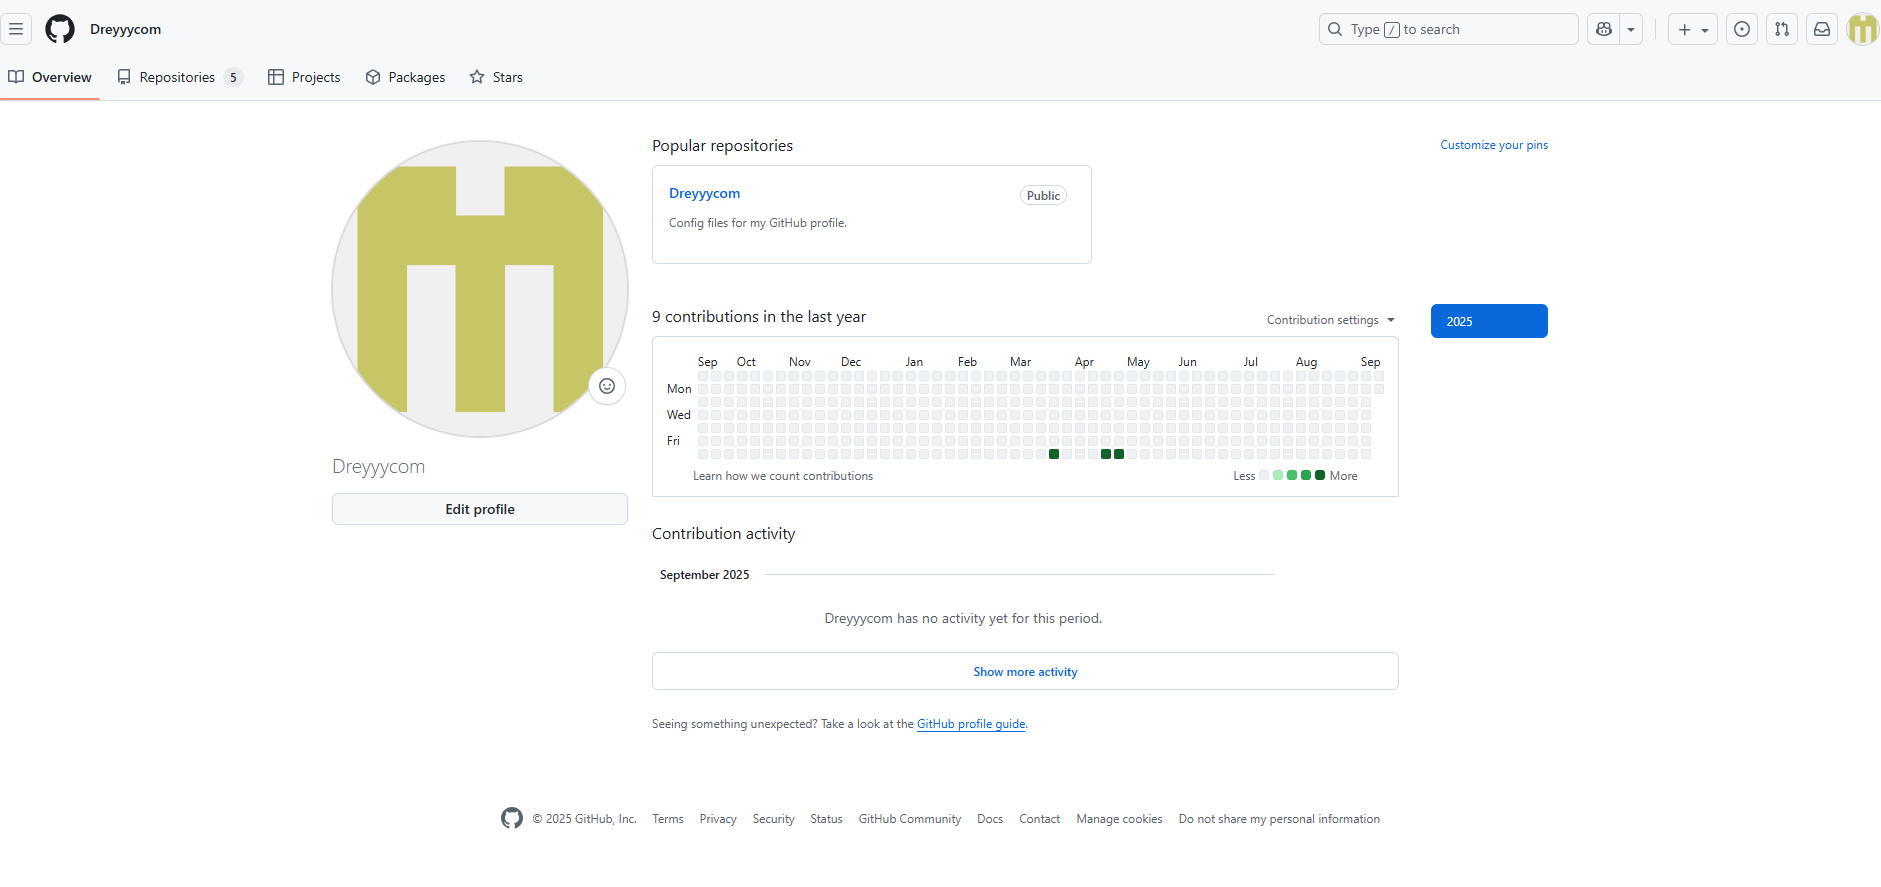 Dreyyycom
Type / to search
Overview
Repositories 5
Projects
Packages
Stars
Popular repositories
Customize your pins
Dreyyycom
Public
Config files for my GitHub profile.
9 contributions in the last year
Contribution settings
2025
Sep Oct Nov Dec Jan Feb Mar Apr May Jun Jul Aug Sep
Mon
Wed
Fri
Learn how we count contributions
Less
More
Dreyyycom
Edit profile
Contribution activity
September 2025
Dreyyycom has no activity yet for this period.
Show more activity
Seeing something unexpected? Take a look at the GitHub profile guide.
© 2025 GitHub, Inc.
Terms
Privacy
Security
Status
GitHub Community
Docs
Contact
Manage cookies
Do not share my personal information